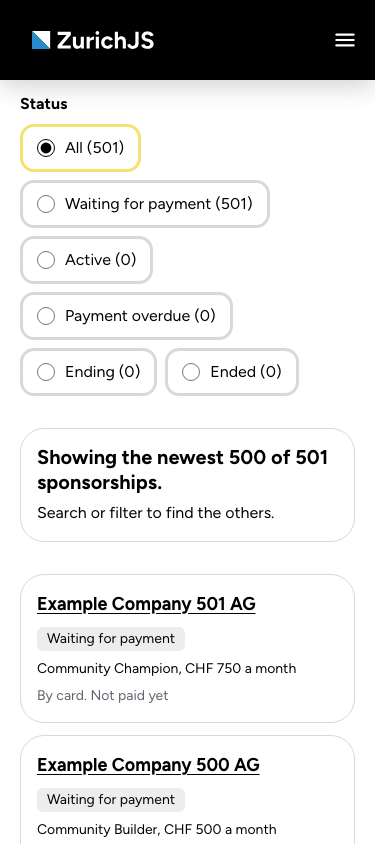 ZurichJS
Status
All (501)
Waiting for payment (501)
Active (0)
Payment overdue (0)
Ending (0)
Ended (0)
Showing the newest 500 of 501
sponsorships.
Search or filter to find the others.
Example Company 501 AG
Waiting for payment
Community Champion, CHF 750 a month
By card. Not paid yet
Example Company 500 AG
Waiting for payment
Community Builder, CHF 500 a month